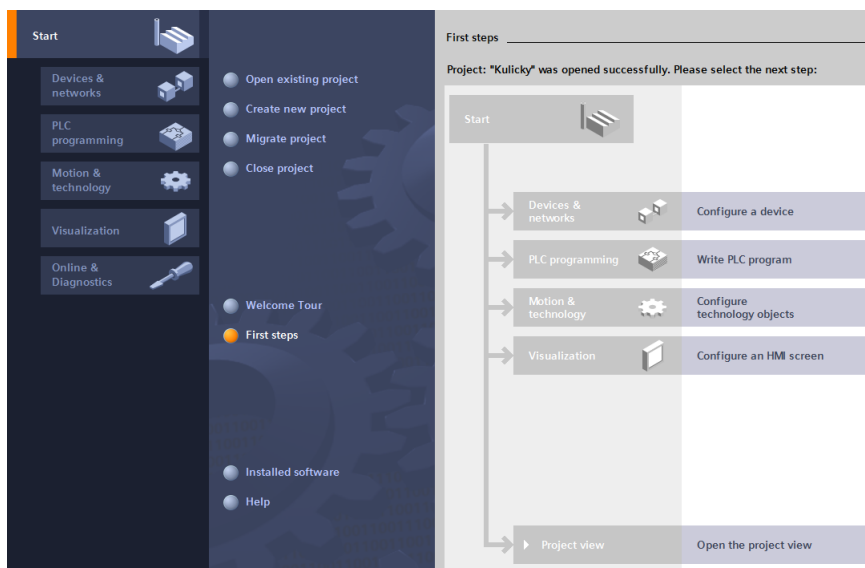 Start
Devices &
networks
PLC
programming
Motion &
technology
Visualization
Online &
Diagnostics
Open existing project
Create new project
Migrate project
Close project
Welcome Tour
First steps
Installed software
Help
First steps
Project: "Kulicky" was opened successfully. Please select the next step:
Start
Devices &
networks
Configure a device
PLC programming
Write PLC program
Motion &
technology
Configure
technology objects
Visualization
Configure an HMI screen
Project view
Open the project view